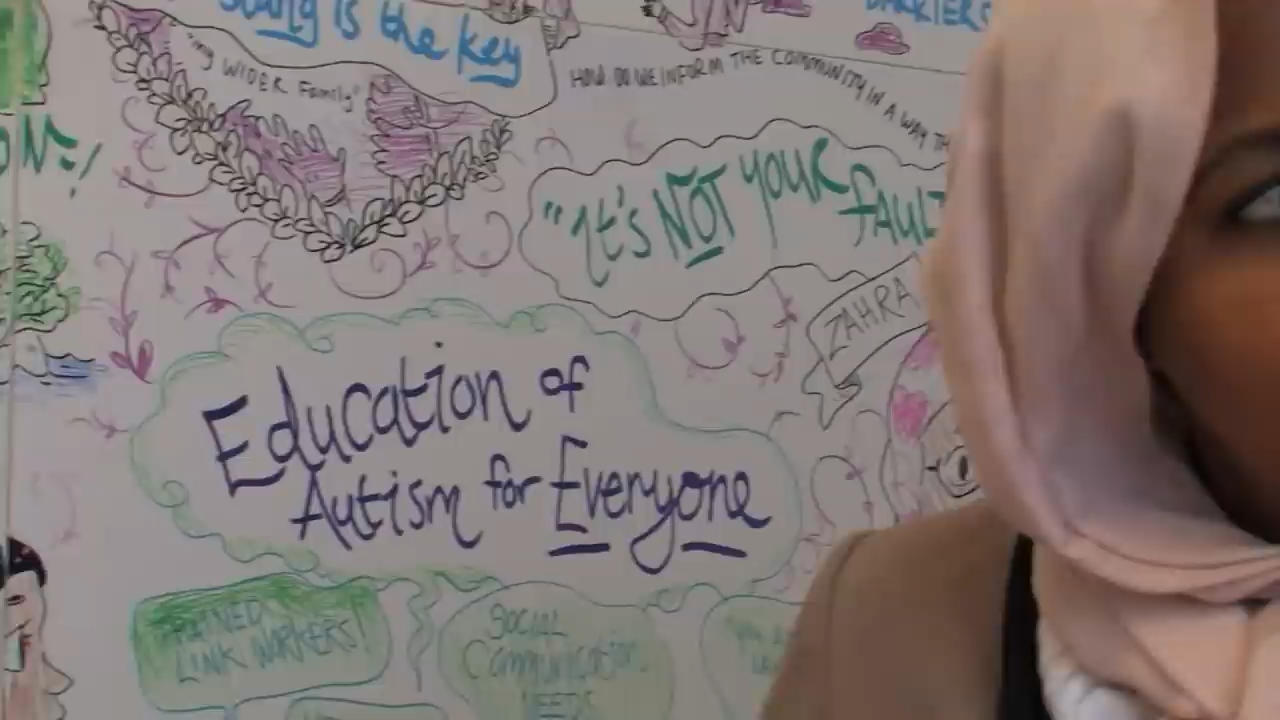 is the key
"my WIDER Family"
HOW DO WE INFORM THE COMMUNITY IN A WAY
BARRIERS
"It's NOT YOUR FAULT
ZAHRA
Education of
Autism for Everyone
TRAINED
LINK WORKERS!
SOCIAL
Communication
NEEDS